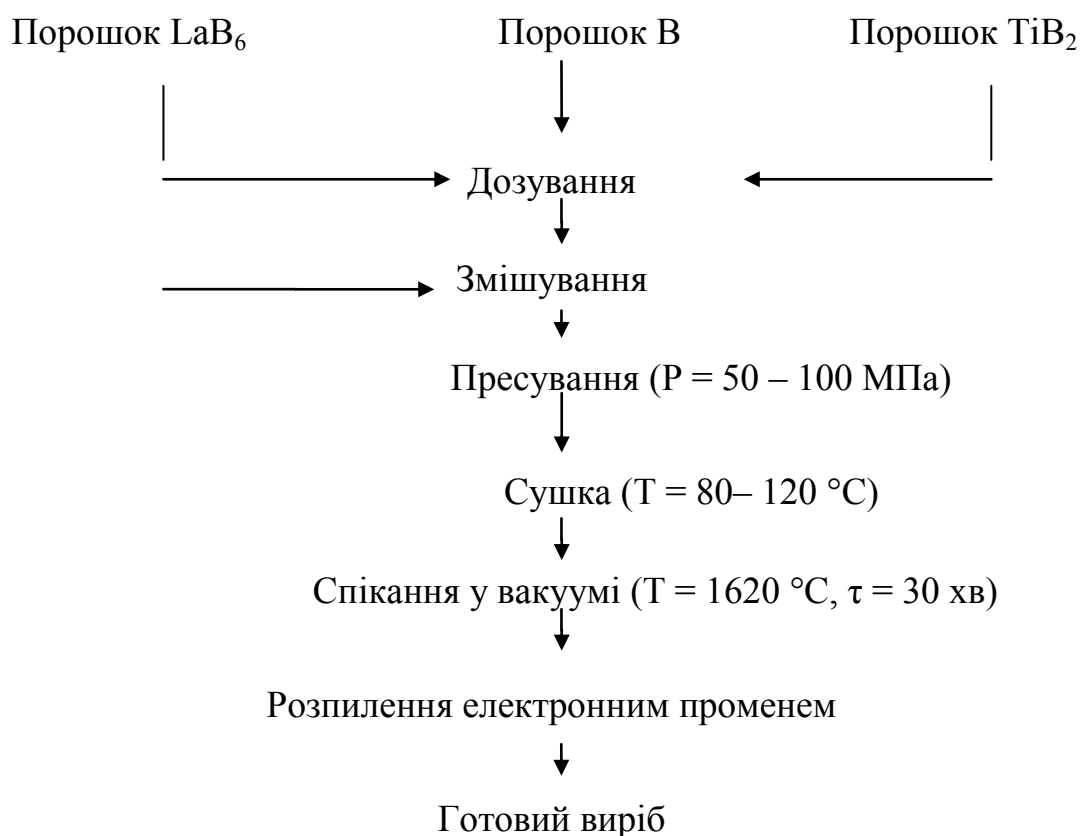 Порошок LaB₆ Порошок В Порошок TiB₂
Дозування
Змішування
Пресування (Р = 50 – 100 МПа)
Сушка (Т = 80– 120 °С)
Спікання у вакуумі (Т = 1620 °С, τ = 30 хв)
Розпилення електронним променем
Готовий виріб